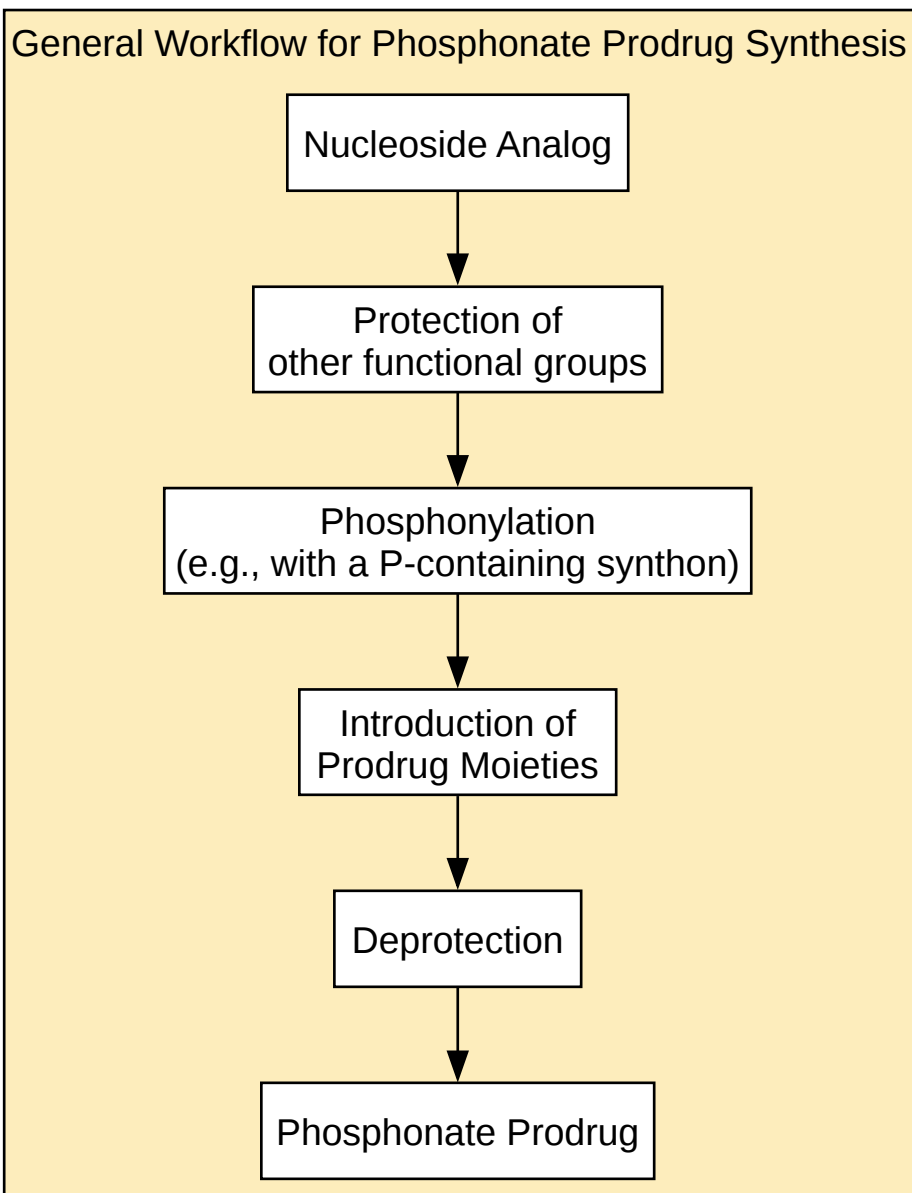 General Workflow for Phosphonate Prodrug Synthesis
Nucleoside Analog
Protection of
other functional groups
Phosphonylation
(e.g., with a P-containing synthon)
Introduction of
Prodrug Moieties
Deprotection
Phosphonate Prodrug